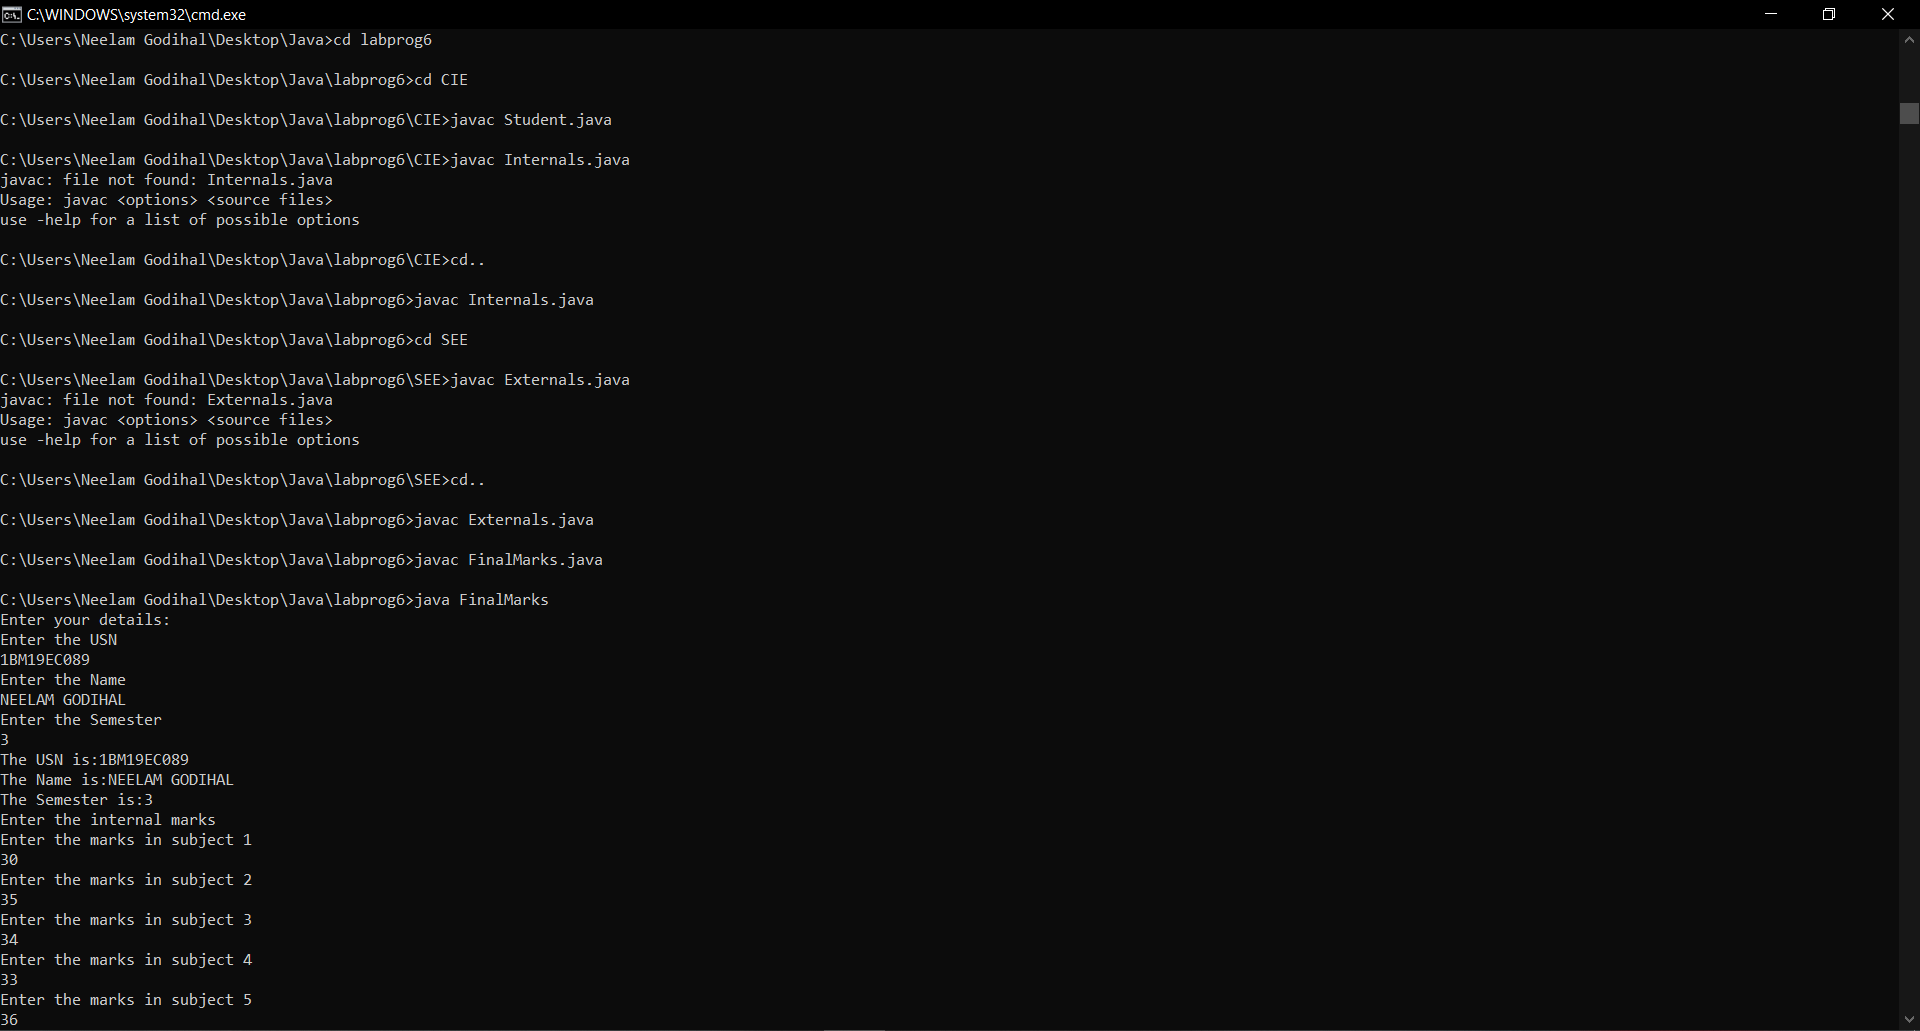 C:\WINDOWS\system32\cmd.exe
C:\Users\Neelam Godihal\Desktop\Java>cd labprog6
C:\Users\Neelam Godihal\Desktop\Java\labprog6>cd CIE
C:\Users\Neelam Godihal\Desktop\Java\labprog6\CIE>javac Student.java
C:\Users\Neelam Godihal\Desktop\Java\labprog6\CIE>javac Internals.java
javac: file not found: Internals.java
Usage: javac <options> <source files>
use -help for a list of possible options
C:\Users\Neelam Godihal\Desktop\Java\labprog6\CIE>cd..
C:\Users\Neelam Godihal\Desktop\Java\labprog6>javac Internals.java
C:\Users\Neelam Godihal\Desktop\Java\labprog6>cd SEE
C:\Users\Neelam Godihal\Desktop\Java\labprog6\SEE>javac Externals.java
javac: file not found: Externals.java
Usage: javac <options> <source files>
use -help for a list of possible options
C:\Users\Neelam Godihal\Desktop\Java\labprog6\SEE>cd..
C:\Users\Neelam Godihal\Desktop\Java\labprog6>javac Externals.java
C:\Users\Neelam Godihal\Desktop\Java\labprog6>javac FinalMarks.java
C:\Users\Neelam Godihal\Desktop\Java\labprog6>java FinalMarks
Enter your details:
Enter the USN
1BM19EC089
Enter the Name
NEELAM GODIHAL
Enter the Semester
3
The USN is:1BM19EC089
The Name is:NEELAM GODIHAL
The Semester is:3
Enter the internal marks
Enter the marks in subject 1
30
Enter the marks in subject 2
35
Enter the marks in subject 3
34
Enter the marks in subject 4
33
Enter the marks in subject 5
36